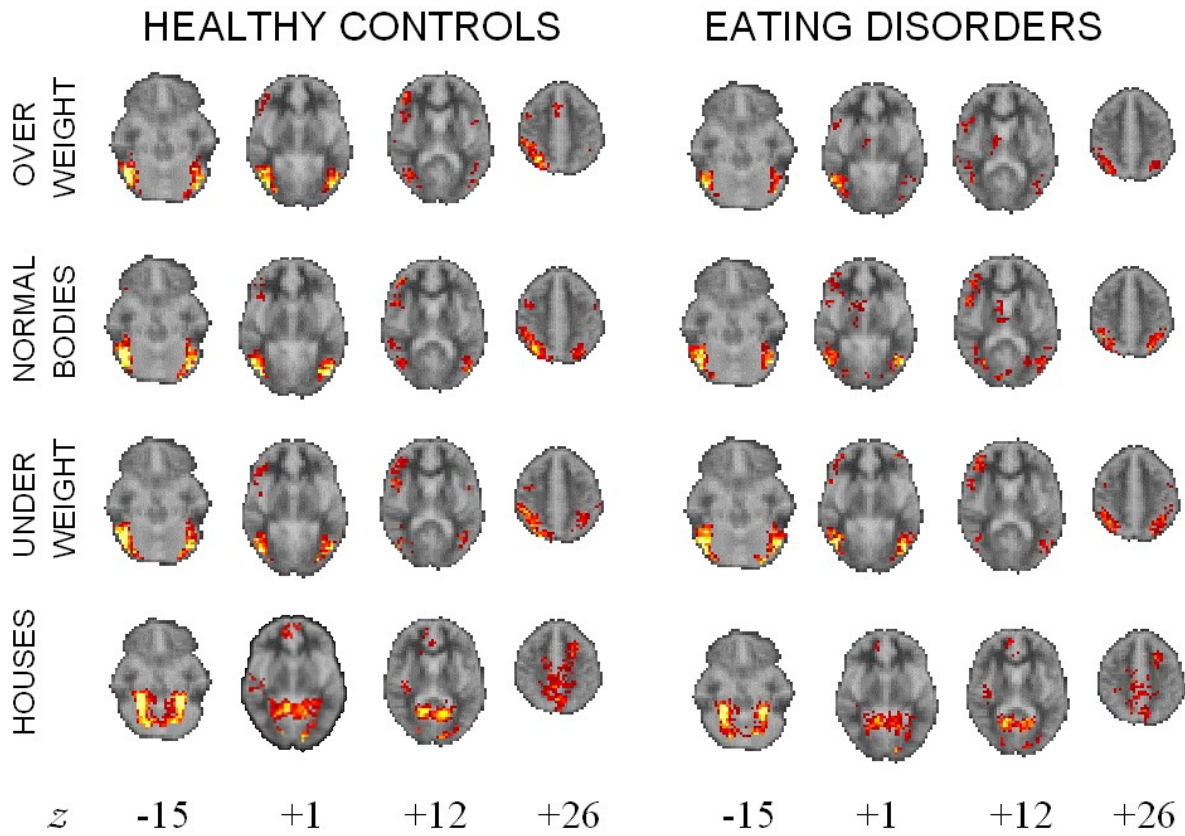 HEALTHY CONTROLS
EATING DISORDERS
OVER
WEIGHT
NORMAL
BODIES
UNDER
WEIGHT
HOUSES
z -15 +1 +12 +26 -15 +1 +12 +26